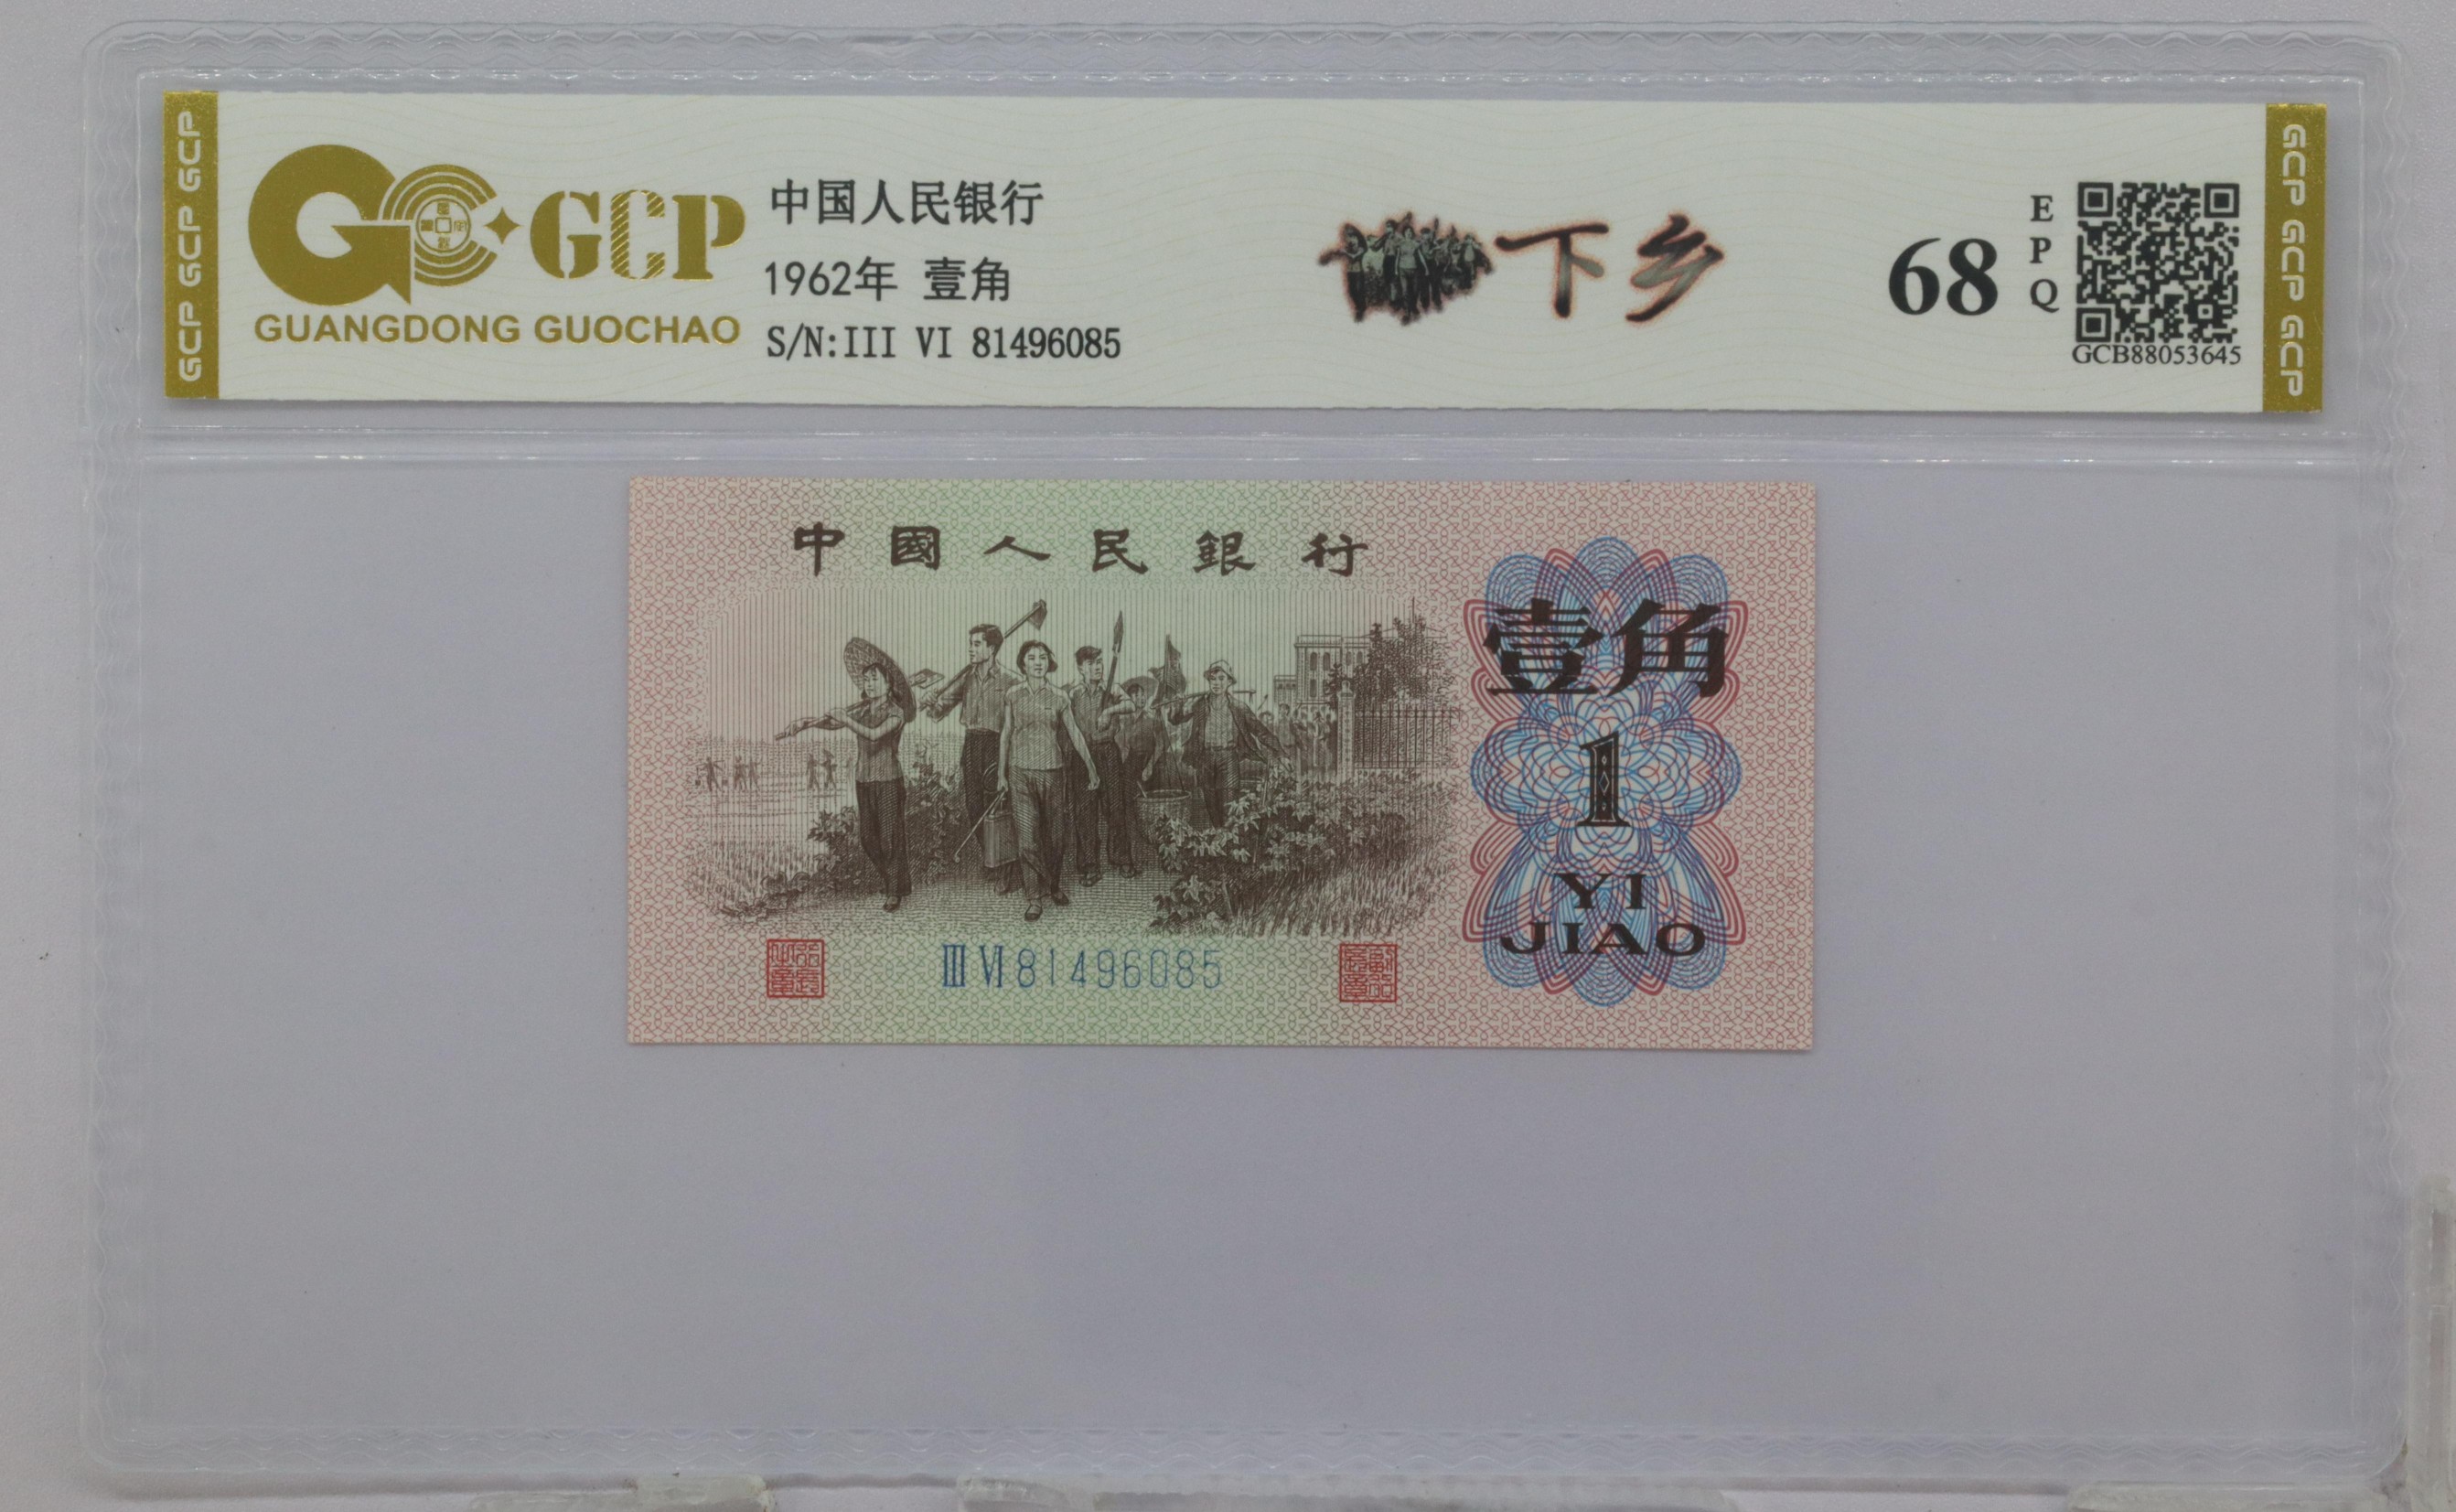 GCP GCP GCP
GCP
GUANGDONG GUOCHAO
中国人民银行
1962年 壹角
S/N:III VI 81496085
下乡
68
E
P
Q
GCB88053645
GCP GCP GCP
中國人民銀行
壹角
1
YI
JIAO
III VI 81496085